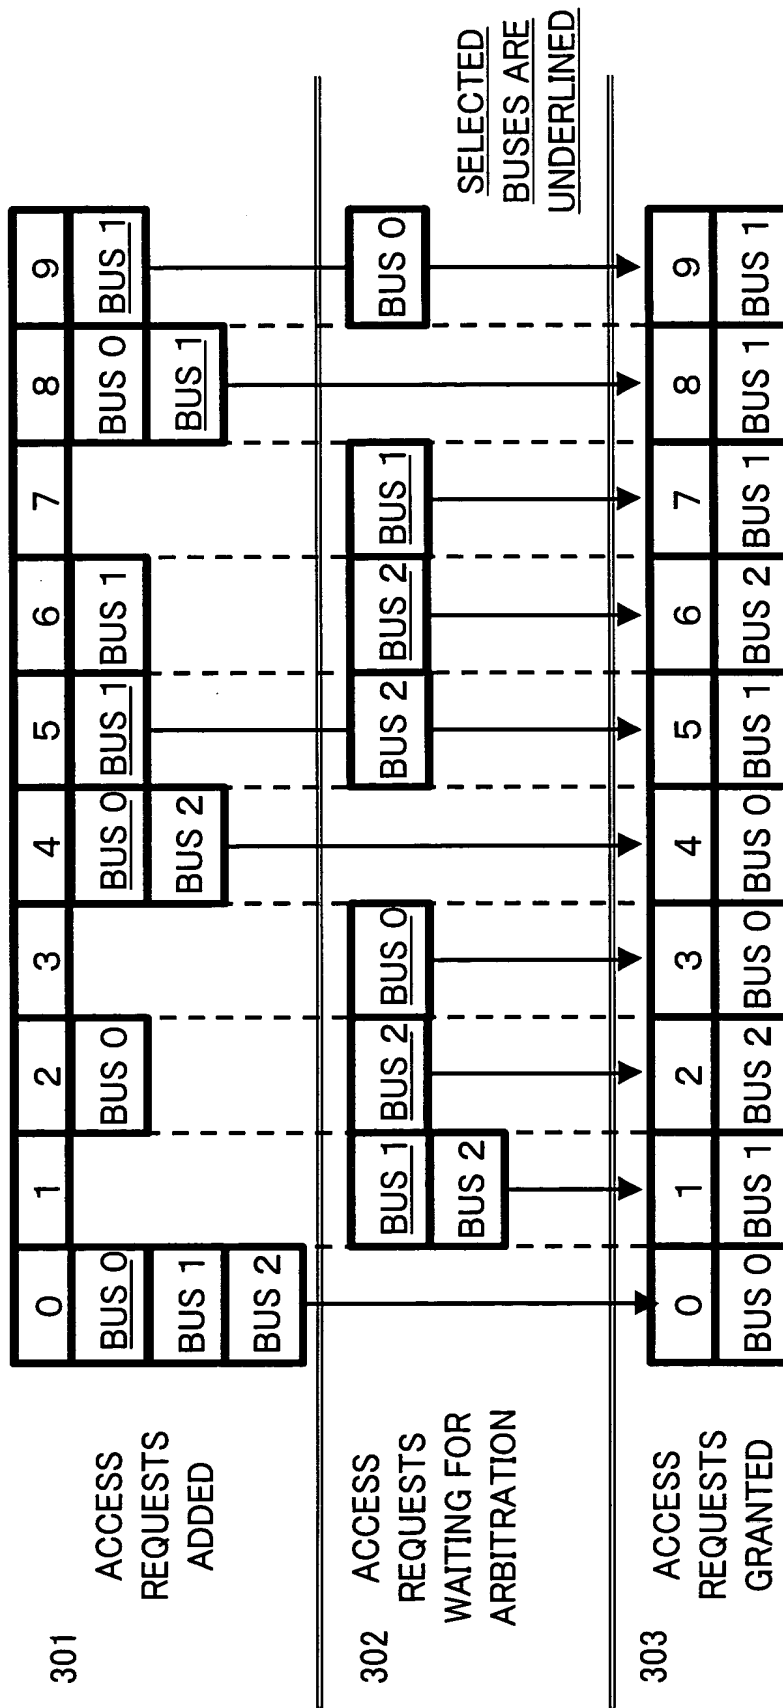 301
ACCESS
REQUESTS
ADDED
0 1 2 3 4 5 6 7 8 9
BUS 0 BUS 0 BUS 0 BUS 1 BUS 1 BUS 0 BUS 1
BUS 1 BUS 2 BUS 1
BUS 2
302
ACCESS
REQUESTS
WAITING FOR
ARBITRATION
BUS 1 BUS 2 BUS 0 BUS 2 BUS 2 BUS 1 BUS 0
BUS 2
SELECTED
BUSES ARE
UNDERLINED
303
ACCESS
REQUESTS
GRANTED
0 1 2 3 4 5 6 7 8 9
BUS 0 BUS 1 BUS 2 BUS 0 BUS 0 BUS 1 BUS 2 BUS 1 BUS 1 BUS 1